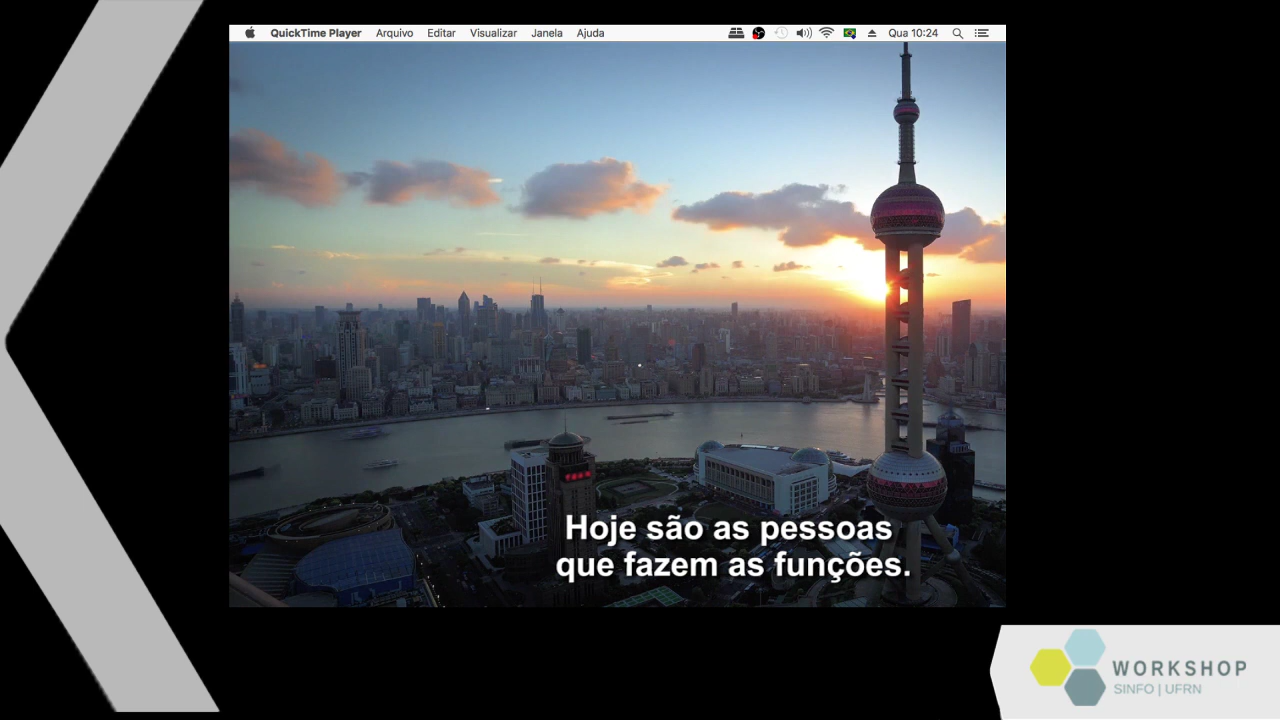 QuickTime Player Arquivo Editar Visualizar Janela Ajuda Qua 10:24
Hoje são as pessoas
que fazem as funções.
WORKSHOP
SINFO | UFRN